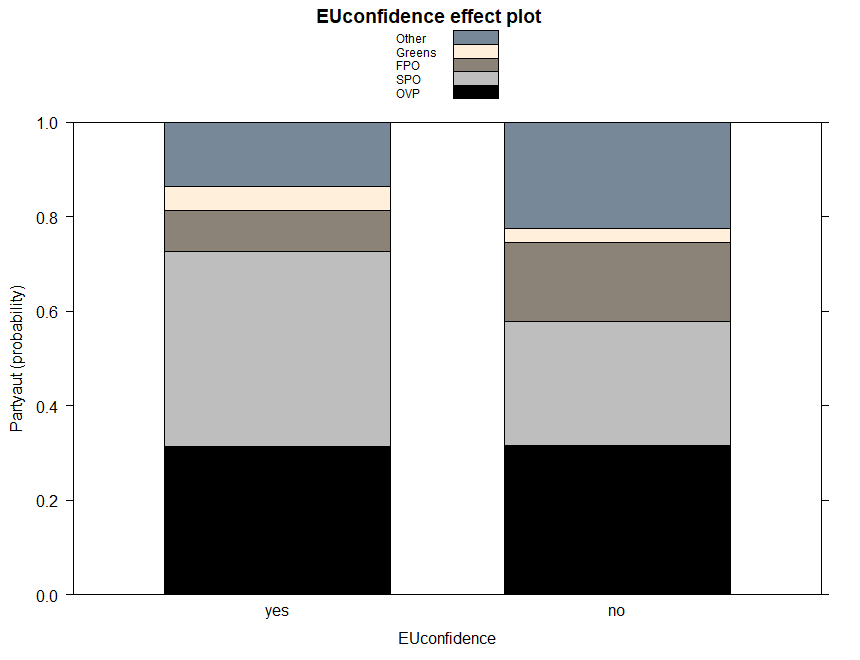 EUconfidence effect plot
Other
Greens
FPO
SPO
OVP
1.0
0.8
0.6
0.4
0.2
0.0
Partyaut (probability)
yes no
EUconfidence